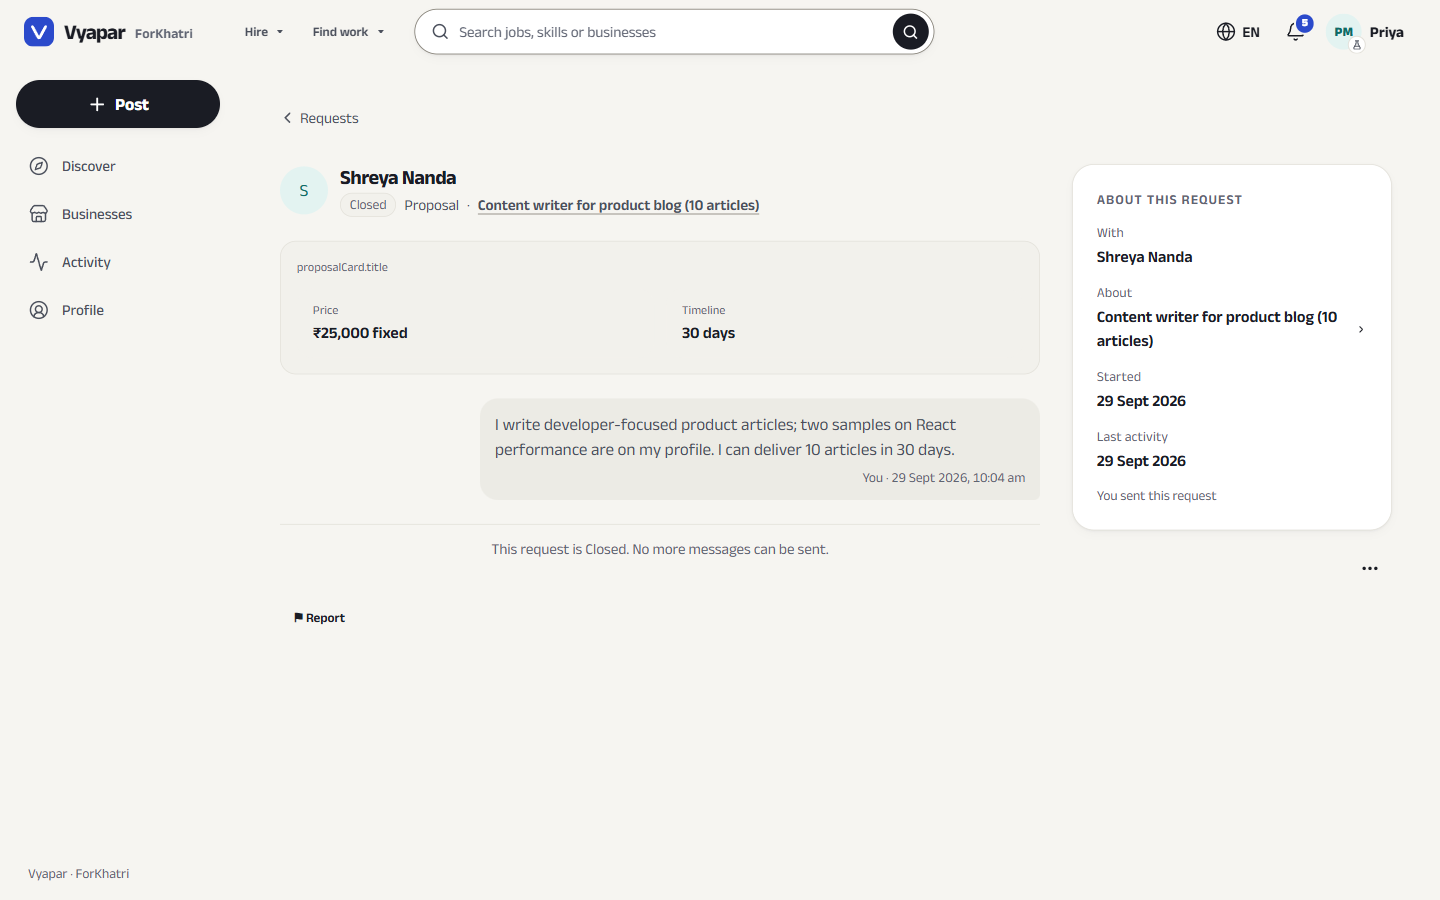 Vyapar ForKhatri
Hire
Find work
Search jobs, skills or businesses
EN
5
PM
Priya
Post
Discover
Businesses
Activity
Profile
Requests
S
Shreya Nanda
Closed Proposal · Content writer for product blog (10 articles)
proposalCard.title
Price
₹25,000 fixed
Timeline
30 days
I write developer-focused product articles; two samples on React
performance are on my profile. I can deliver 10 articles in 30 days.
You · 29 Sept 2026, 10:04 am
This request is Closed. No more messages can be sent.
Report
ABOUT THIS REQUEST
With
Shreya Nanda
About
Content writer for product blog (10
articles)
Started
29 Sept 2026
Last activity
29 Sept 2026
You sent this request
Vyapar · ForKhatri